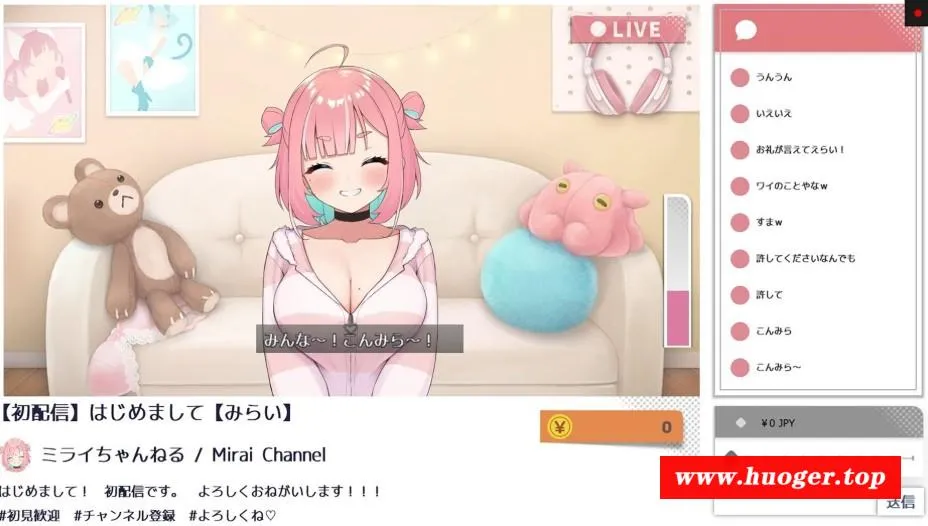 LIVE
みんな～！こんみら～！
うんうん
いえいえ
お礼が言えてえらい！
ワイのことやなw
すまw
許してくださいなんでも
許して
こんみら
こんみら～
【初配信】はじめまして【みらい】
¥ 0
ミライちゃんねる / Mirai Channel
はじめまして！ 初配信です。 よろしくおねがいします！！！
#初見歓迎 #チャンネル登録 #よろしくね♡
¥0 JPY
www.huoger.top
送信